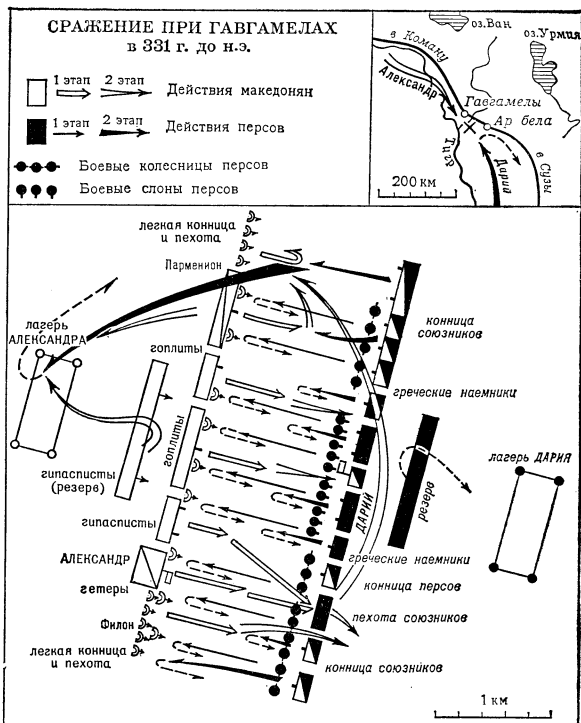 СРАЖЕНИЕ ПРИ ГАВГАМЕЛАХ
в 331 г. до н.э.
1 этап
2 этап
Действия македонян
1 этап
2 этап
Действия персов
Боевые колесницы персов
Боевые слоны персов
оз.Ван
оз.Урмия
в Коману
Александр
Гавгамелы
Ар бела
Тигр
Дарий
в Сузы
200 км
легкая конница
и пехота
Парменион
лагерь
АЛЕКСАНДРА
гоплиты
конница
союзников
греческие наемники
гоплиты
гипасписты
(резерв)
лагерь ДАРИЯ
ДАРИЙ
резерв
гипасписты
АЛЕКСАНДР
гетеры
греческие наемники
конница персов
пехота союзников
Филон
легкая конница
и пехота
конница союзников
1 км